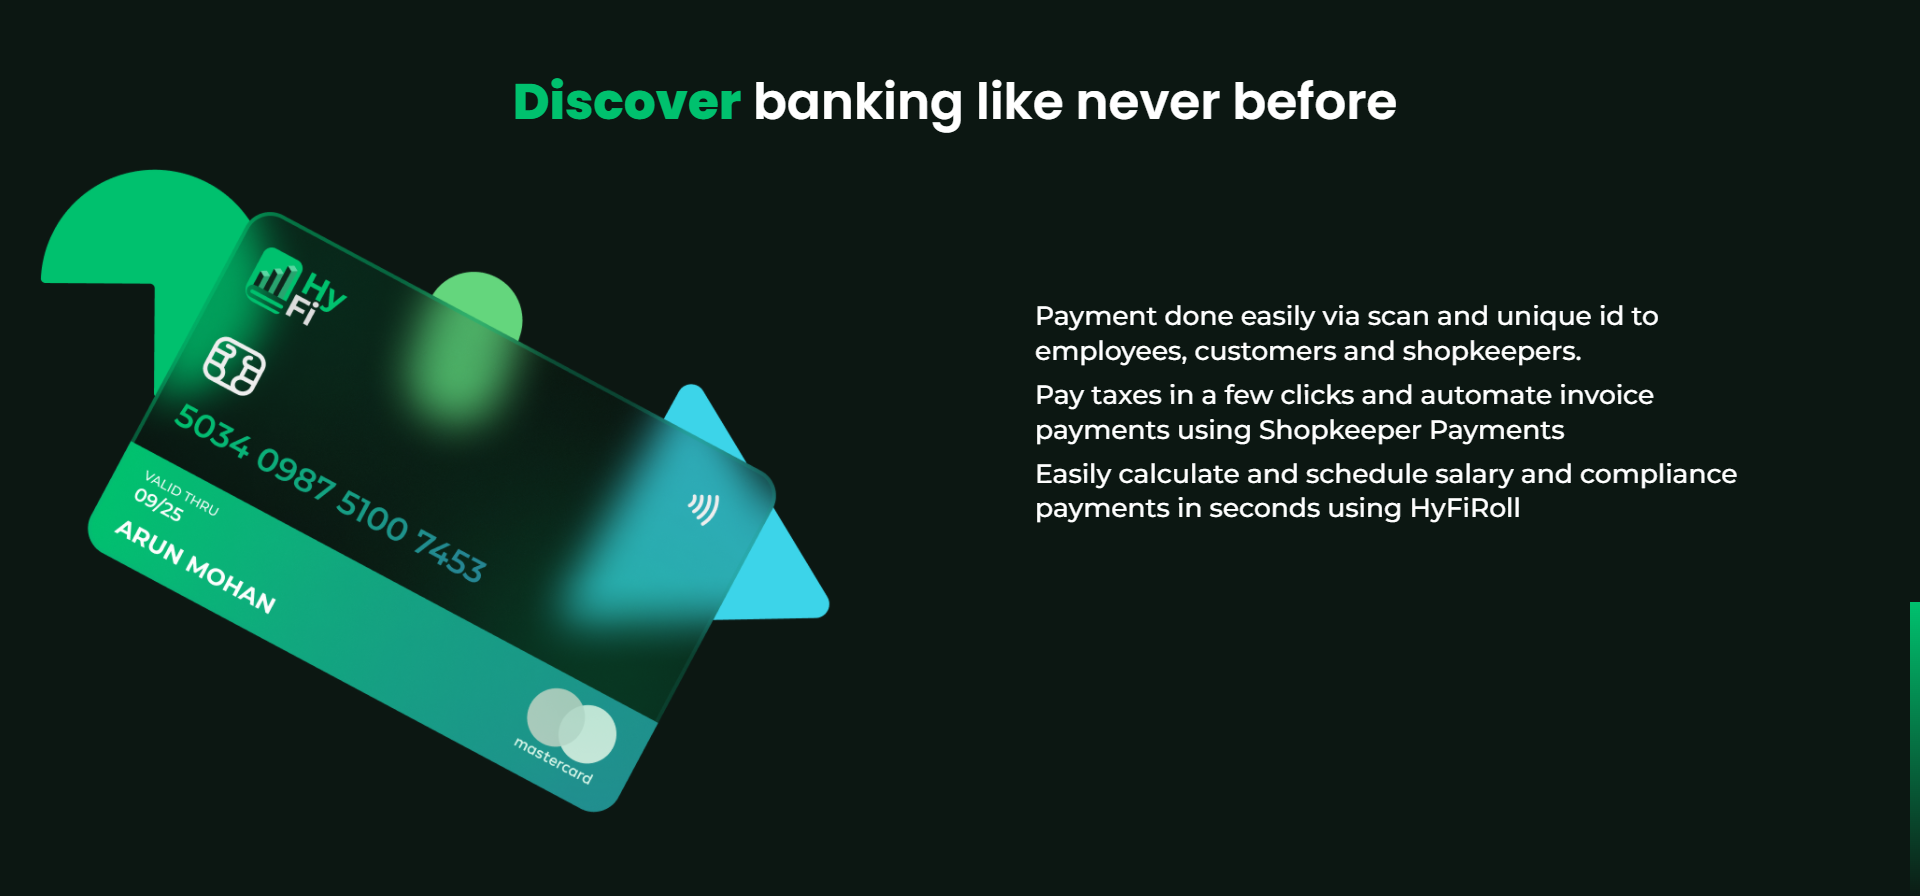 Discover banking like never before
Hy
Fi
5034 0987 5100 7453
VALID THRU
09/25
ARUN MOHAN
mastercard
Payment done easily via scan and unique id to
employees, customers and shopkeepers.
Pay taxes in a few clicks and automate invoice
payments using Shopkeeper Payments
Easily calculate and schedule salary and compliance
payments in seconds using HyFiRoll